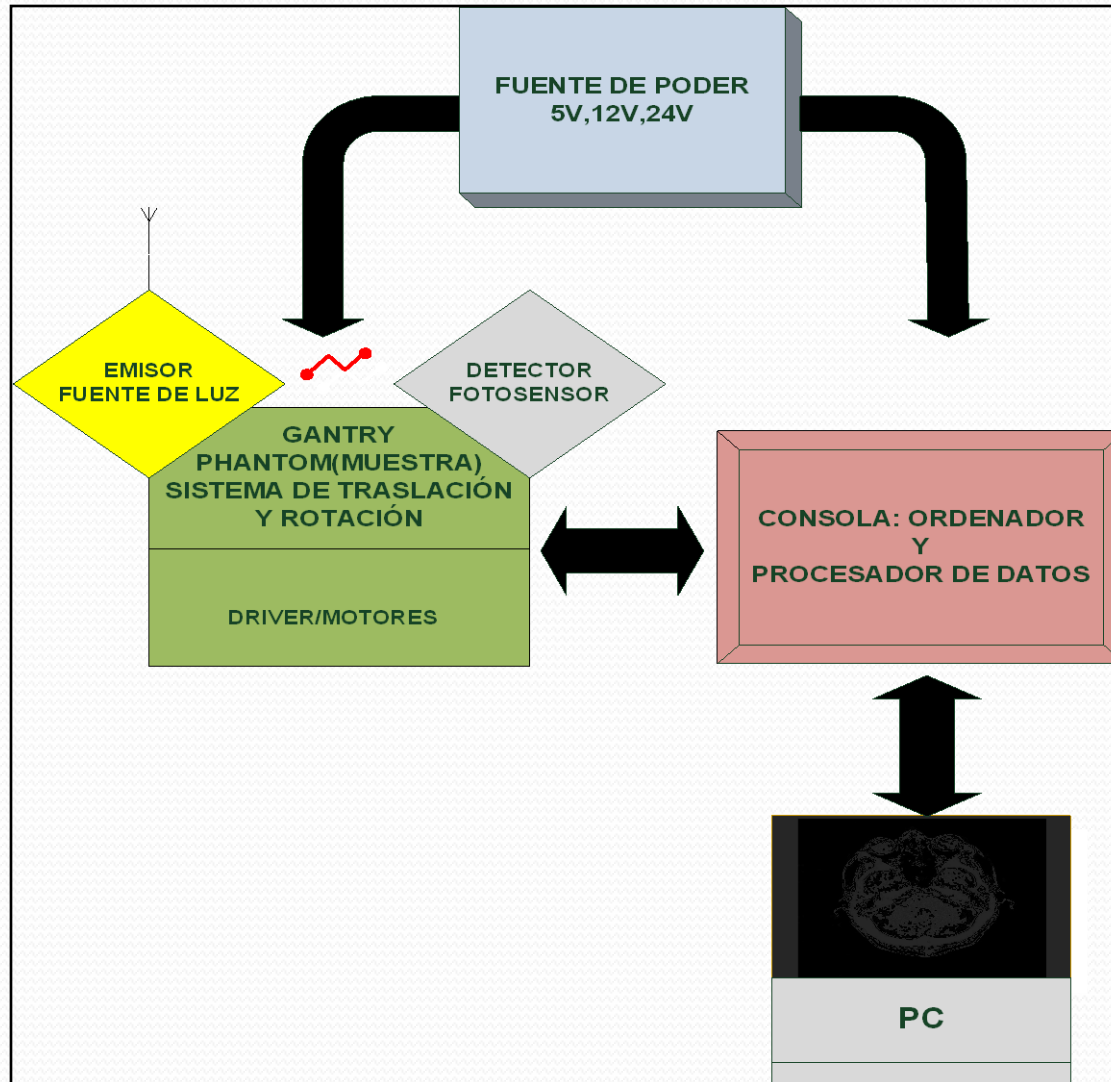 FUENTE DE PODER
5V,12V,24V
EMISOR
FUENTE DE LUZ
DETECTOR
FOTOSENSOR
GANTRY
PHANTOM(MUESTRA)
SISTEMA DE TRASLACIÓN
Y ROTACIÓN
DRIVER/MOTORES
CONSOLA: ORDENADOR
Y
PROCESADOR DE DATOS
PC